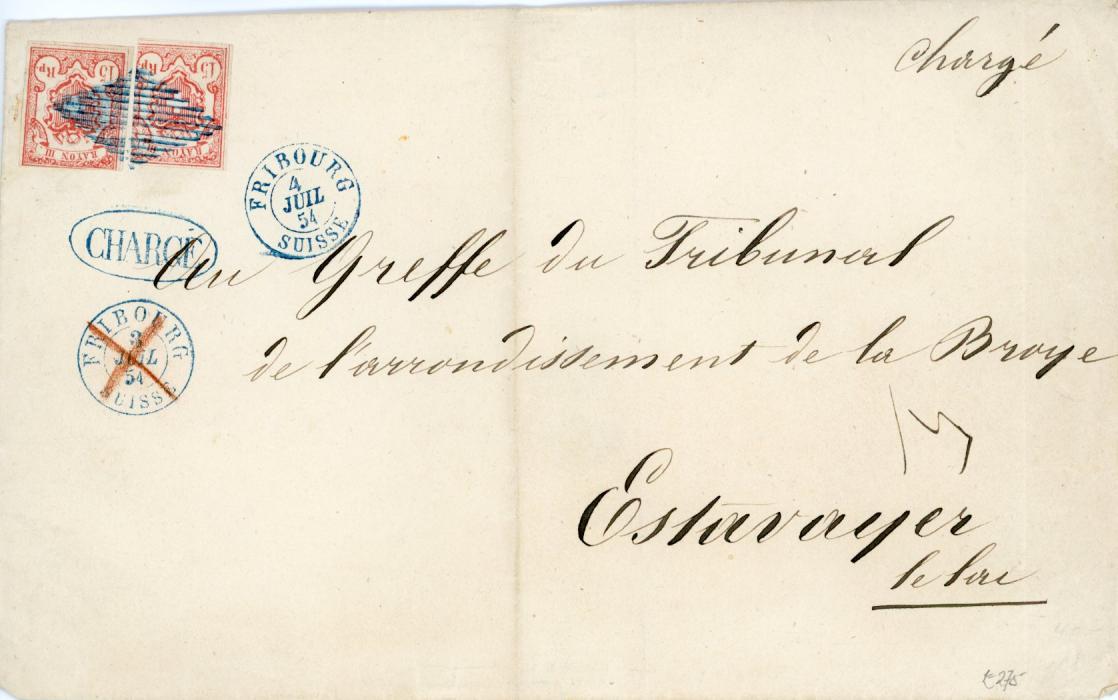 chargé
15 Rp
RAYON III
15 Rp
RAYON III
FRIBOURG
4
JUIL
54
SUISSE
CHARGÉ
Au Greffe du Tribunal
FRIBOURG
3
JUIL
54
SUISSE
de l'arrondissement de la Broye
Estavayer
le lac
€275